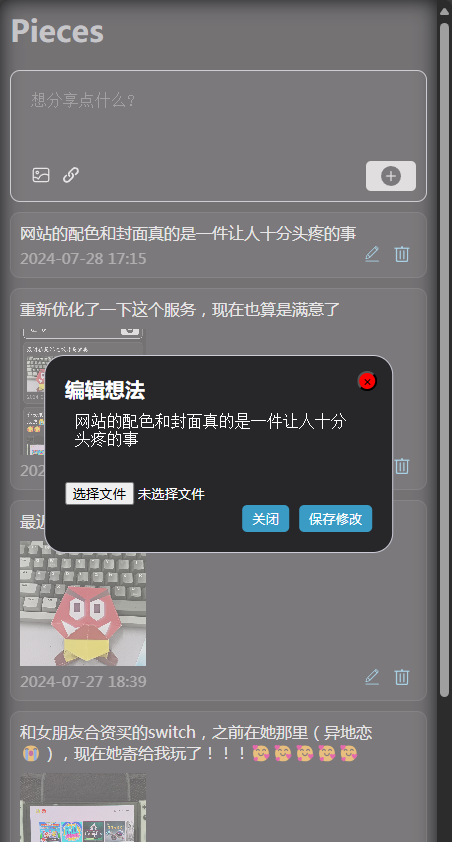 Pieces
想分享点什么？
网站的配色和封面真的是一件让人十分头疼的事
2024-07-28 17:15
重新优化了一下这个服务，现在也算是满意了
编辑想法
网站的配色和封面真的是一件让人十分
头疼的事
选择文件 未选择文件
关闭 保存修改
202
最近
2024-07-27 18:39
和女朋友合资买的switch，之前在她那里（异地恋
😭），现在她寄给我玩了！！！🥰🥰🥰🥰🥰